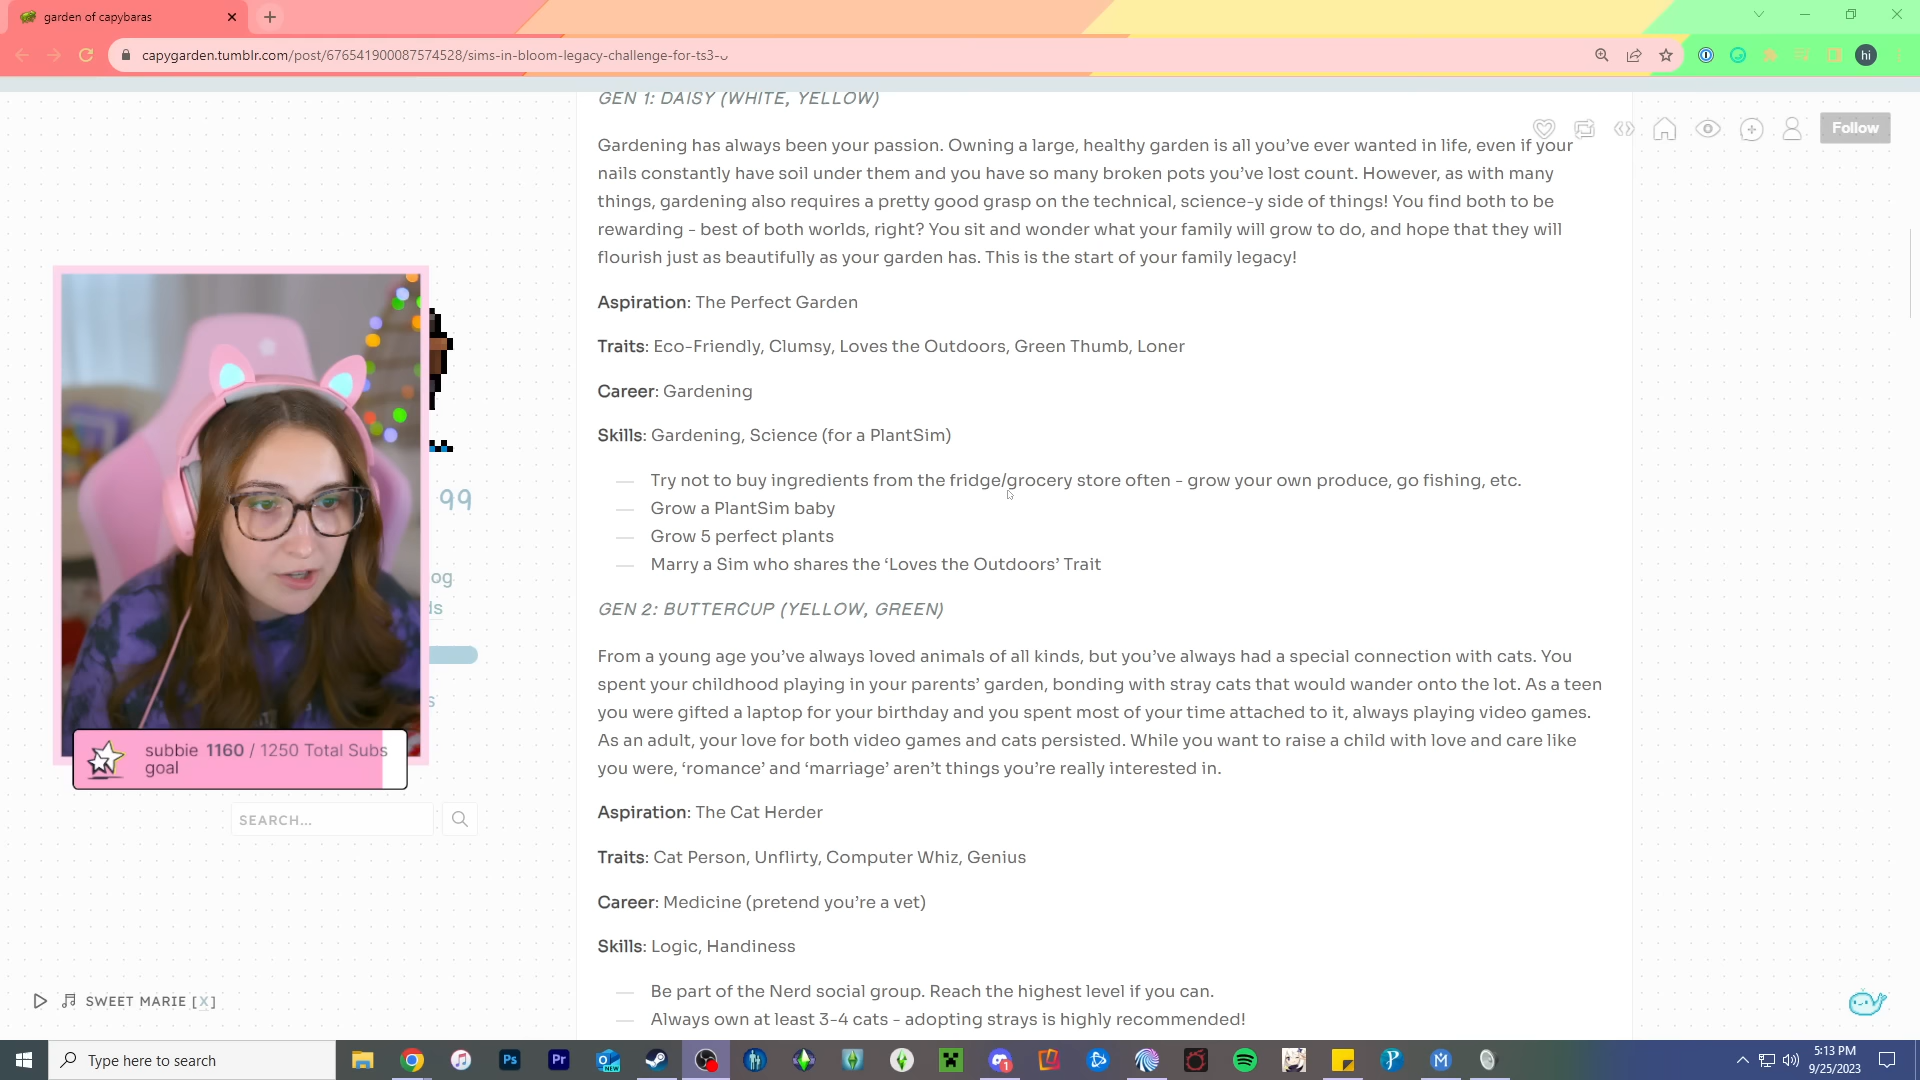 garden of capybaras
capygarden.tumblr.com/post/676541900087574528/sims-in-bloom-legacy-challenge-for-ts3-
hi
Follow
GEN 1: DAISY (WHITE, YELLOW)
Gardening has always been your passion. Owning a large, healthy garden is all you’ve ever wanted in life, even if your
nails constantly have soil under them and you have so many broken pots you’ve lost count. However, as with many
things, gardening also requires a pretty good grasp on the technical, science-y side of things! You find both to be
rewarding - best of both worlds, right? You sit and wonder what your family will grow to do, and hope that they will
flourish just as beautifully as your garden has. This is the start of your family legacy!
Aspiration: The Perfect Garden
Traits: Eco-Friendly, Clumsy, Loves the Outdoors, Green Thumb, Loner
Career: Gardening
Skills: Gardening, Science (for a PlantSim)
Try not to buy ingredients from the fridge/grocery store often - grow your own produce, go fishing, etc.
Grow a PlantSim baby
Grow 5 perfect plants
Marry a Sim who shares the ‘Loves the Outdoors’ Trait
GEN 2: BUTTERCUP (YELLOW, GREEN)
From a young age you’ve always loved animals of all kinds, but you’ve always had a special connection with cats. You
spent your childhood playing in your parents’ garden, bonding with stray cats that would wander onto the lot. As a teen
you were gifted a laptop for your birthday and you spent most of your time attached to it, always playing video games.
As an adult, your love for both video games and cats persisted. While you want to raise a child with love and care like
you were, ‘romance’ and ‘marriage’ aren’t things you’re really interested in.
Aspiration: The Cat Herder
Traits: Cat Person, Unflirty, Computer Whiz, Genius
Career: Medicine (pretend you’re a vet)
Skills: Logic, Handiness
Be part of the Nerd social group. Reach the highest level if you can.
Always own at least 3-4 cats - adopting strays is highly recommended!
99
og
ds
s
subbie 1160 / 1250 Total Subs
goal
SEARCH...
SWEET MARIE [X]
Type here to search
Ps
Pr
NEW
1
5:13 PM
9/25/2023